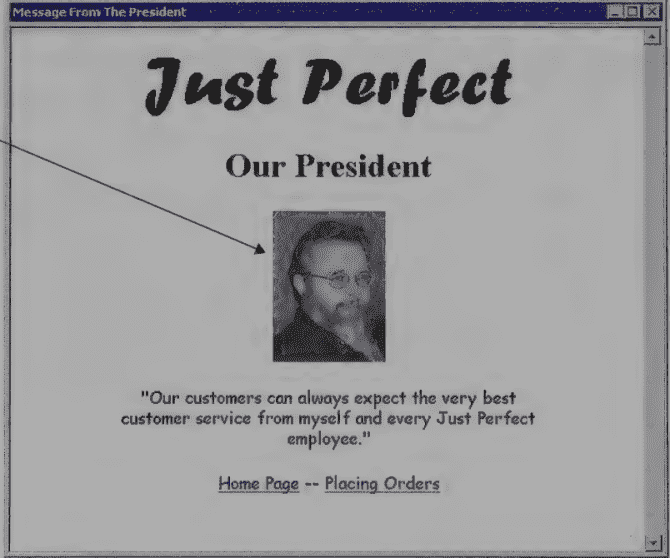 Message From The President
Just Perfect
Our President
"Our customers can always expect the very best
customer service from myself and every Just Perfect
employee."
Home Page -- Placing Orders